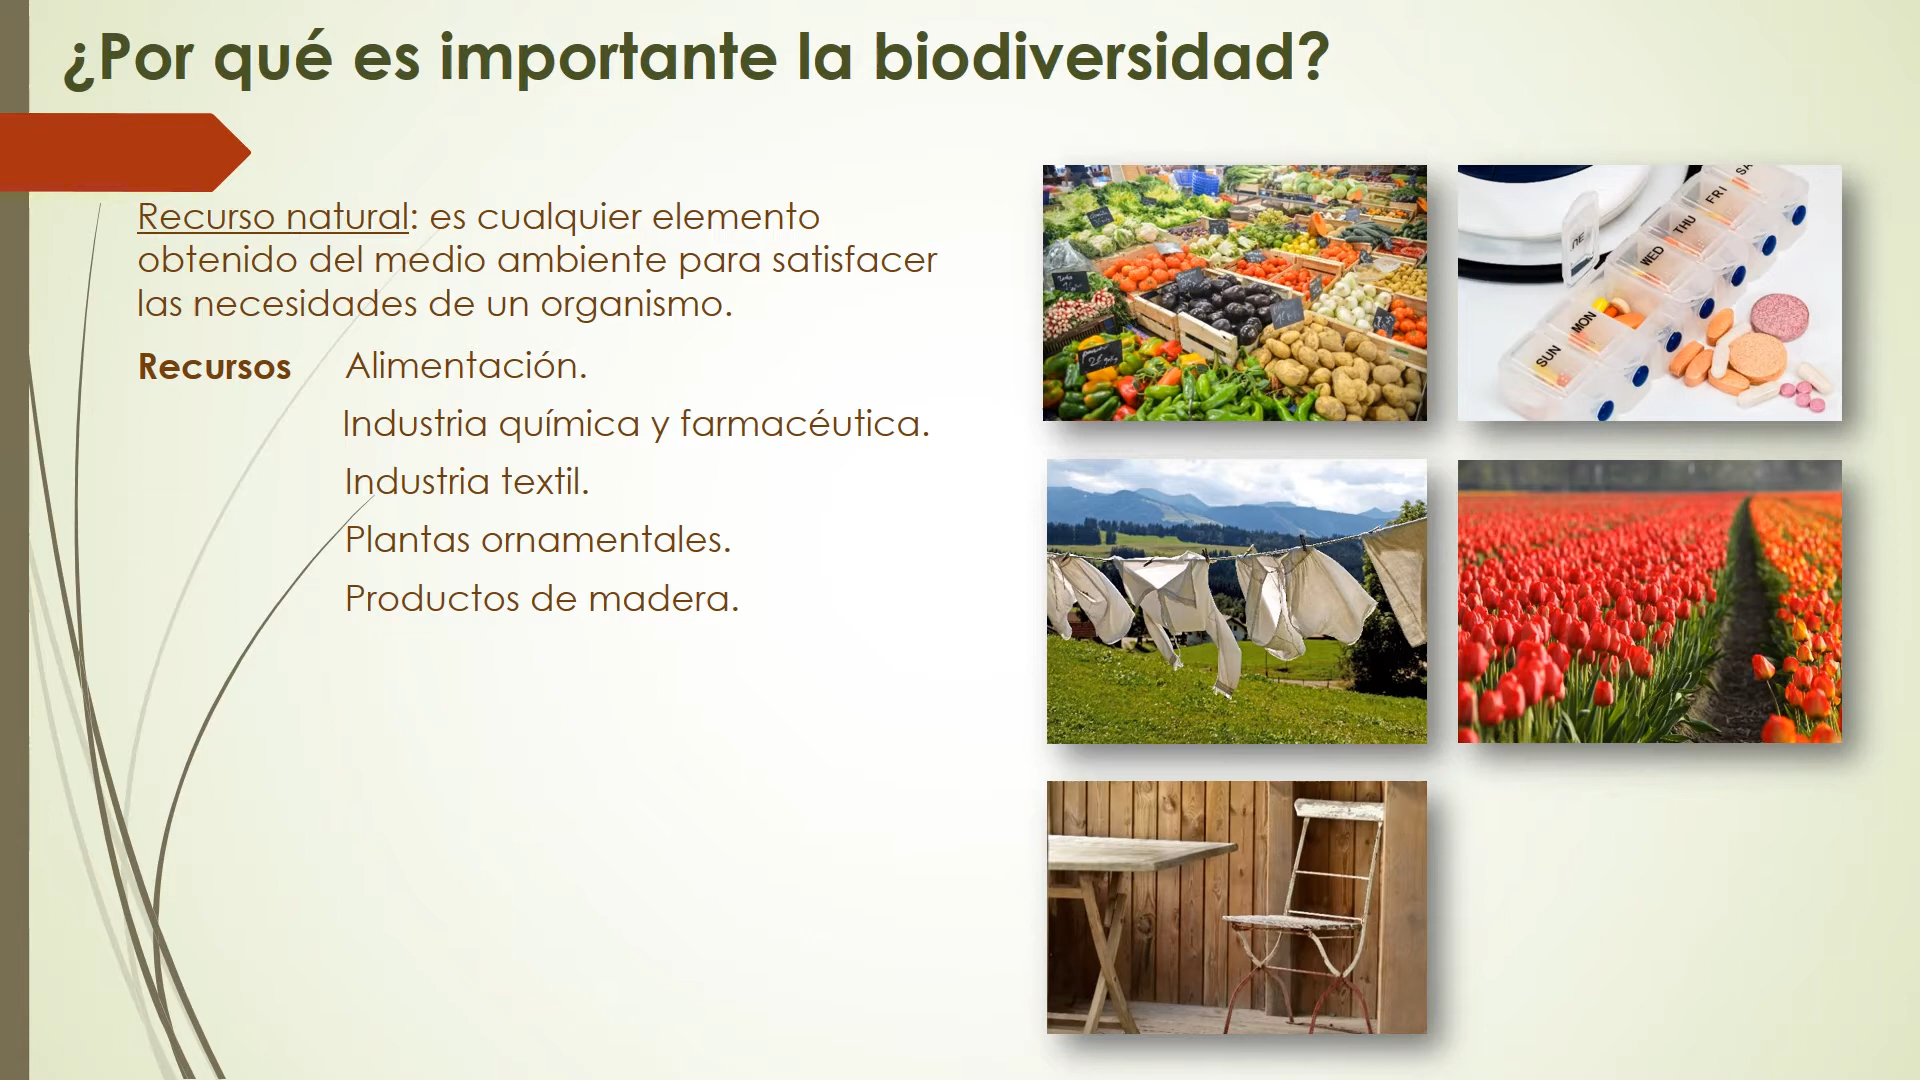 ¿Por qué es importante la biodiversidad?
Recurso natural: es cualquier elemento
obtenido del medio ambiente para satisfacer
las necesidades de un organismo.
Recursos Alimentación.
Industria química y farmacéutica.
Industria textil.
Plantas ornamentales.
Productos de madera.
SUN
MON
WED
THU
FRI
SA